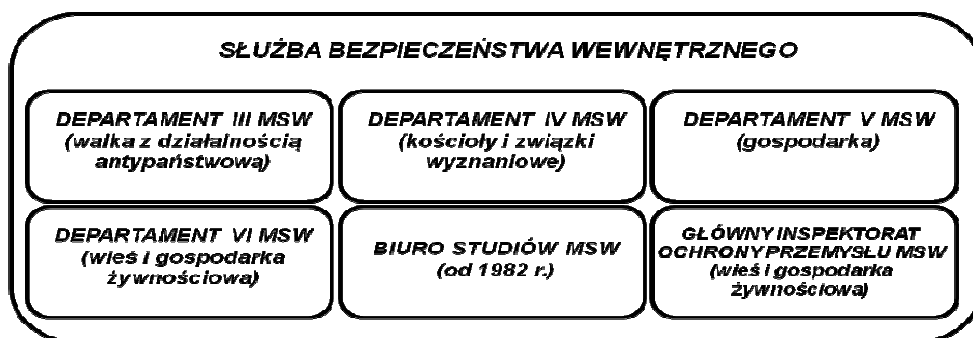 SŁUŻBA BEZPIECZEŃSTWA WEWNĘTRZNEGO
DEPARTAMENT III MSW
(walka z działalnością
antypaństwową)
DEPARTAMENT IV MSW
(kościoły i związki
wyznaniowe)
DEPARTAMENT V MSW
(gospodarka)
DEPARTAMENT VI MSW
(wieś i gospodarka
żywnościowa)
BIURO STUDIÓW MSW
(od 1982 r.)
GŁÓWNY INSPEKTORAT
OCHRONY PRZEMYSŁU MSW
(wieś i gospodarka
żywnościowa)